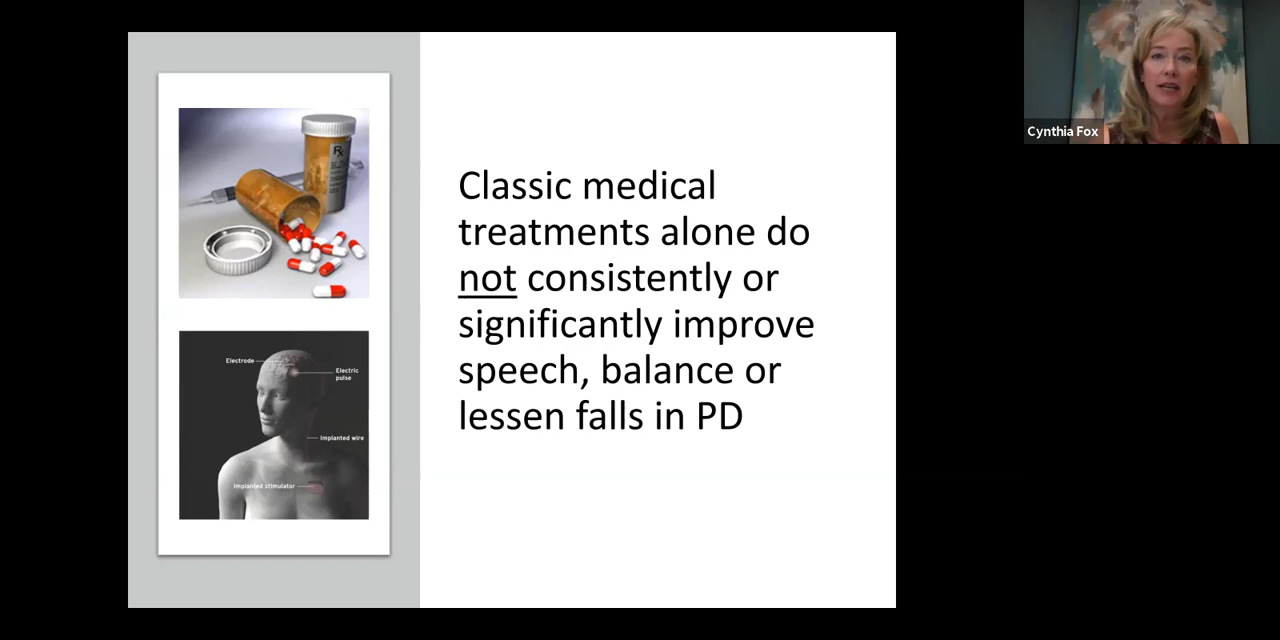 Classic medical
treatments alone do
not consistently or
significantly improve
speech, balance or
lessen falls in PD
Rx
Electrode
Electric
pulse
Implanted wire
Implanted stimulator
Cynthia Fox